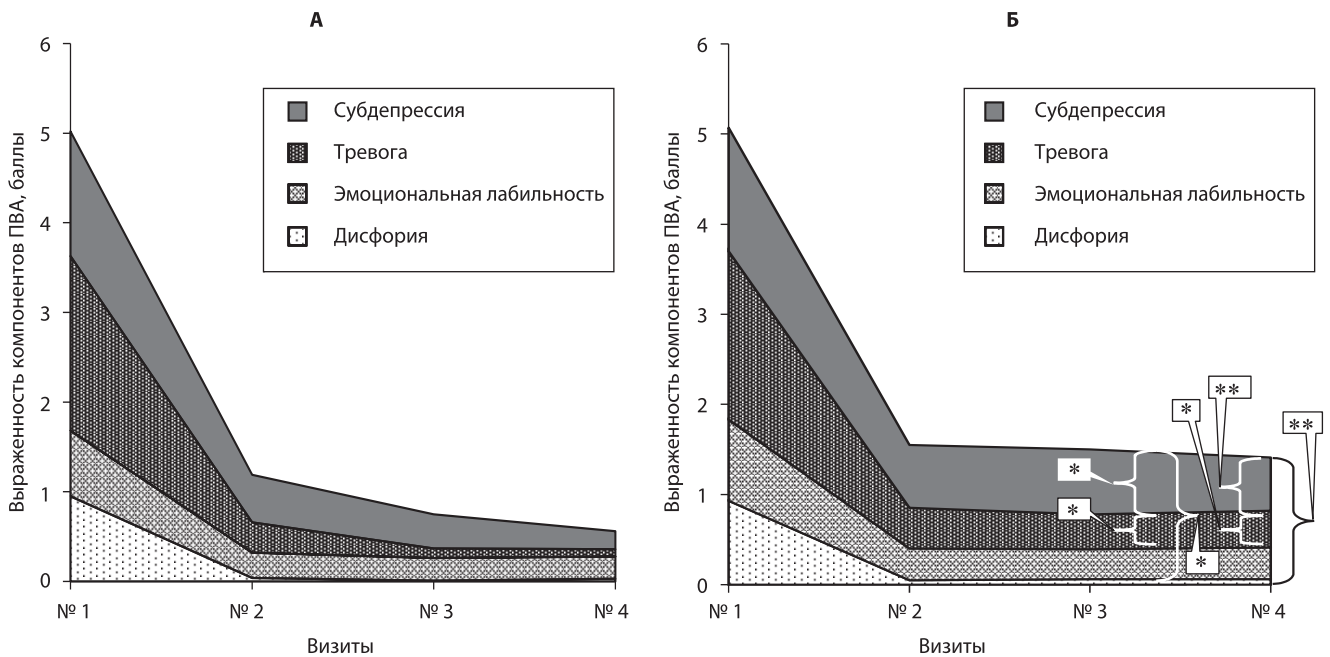 А
Выраженность компонентов ПВА, баллы
6
5
4
3
2
1
0
Субдепрессия
Тревога
Эмоциональная лабильность
Дисфория
№ 1
№ 2
№ 3
№ 4
Визиты
Б
Выраженность компонентов ПВА, баллы
6
5
4
3
2
1
0
Субдепрессия
Тревога
Эмоциональная лабильность
Дисфория
**
*
**
*
*
*
№ 1
№ 2
№ 3
№ 4
Визиты